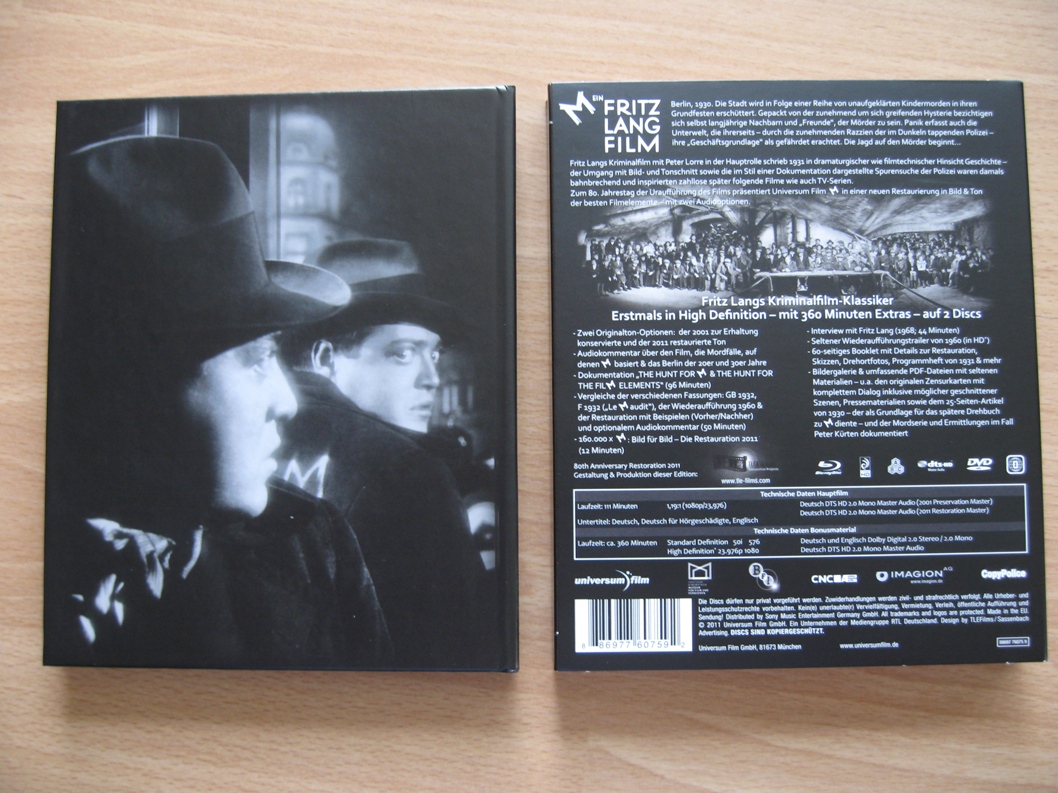 M
M EIN
FRITZ
LANG
FILM
Berlin, 1930. Die Stadt wird in Folge einer Reihe von unaufgeklärten Kindermorden in ihren
Grundfesten erschüttert. Gepackt von der zunehmend um sich greifenden Hysterie bezichtigen
sich selbst langjährige Nachbarn und „Freunde“, der Mörder zu sein. Panik erfasst auch die
Unterwelt, die ihrerseits – durch die zunehmenden Razzien der im Dunkeln tappenden Polizei –
ihre „Geschäftsgrundlage“ als gefährdet erachtet. Die Jagd auf den Mörder beginnt...
Fritz Langs Kriminalfilm mit Peter Lorre in der Hauptrolle schrieb 1931 in dramaturgischer wie filmtechnischer Hinsicht Geschichte –
der Umgang mit Bild- und Tonschnitt sowie die im Stil einer Dokumentation dargestellte Spurensuche der Polizei waren damals
bahnbrechend und inspirierten zahllose später folgende Filme wie auch TV-Serien.
Zum 80. Jahrestag der Uraufführung des Films präsentiert Universum Film M in einer neuen Restaurierung in Bild & Ton
der besten Filmelemente – mit zwei Audiooptionen.
Fritz Langs Kriminalfilm-Klassiker
Erstmals in High Definition – mit 360 Minuten Extras – auf 2 Discs
- Zwei Originalton-Optionen: der 2001 zur Erhaltung
konservierte und der 2011 restaurierte Ton
- Audiokommentar über den Film, die Mordfälle, auf
denen M basiert & das Berlin der 20er und 30er Jahre
- Dokumentation „THE HUNT FOR M & THE HUNT FOR
THE FILM ELEMENTS“ (96 Minuten)
- Vergleiche der verschiedenen Fassungen: GB 1932,
F 1932 („Le Maudit“), der Wiederaufführung 1960 &
der Restauration mit Beispielen (Vorher/Nachher)
und optionalem Audiokommentar (50 Minuten)
- 160.000 x M : Bild für Bild – Die Restauration 2011
(12 Minuten)
- Interview mit Fritz Lang (1968; 44 Minuten)
- Seltener Wiederaufführungstrailer von 1960 (in HD*)
- 60-seitiges Booklet mit Details zur Restauration,
Skizzen, Drehortfotos, Programmheft von 1931 & mehr
- Bildergalerie & umfassende PDF-Dateien mit seltenen
Materialien – u.a. den originalen Zensurkarten mit
komplettem Dialog inklusive möglicher geschnittener
Szenen, Pressematerialien sowie dem 25-Seiten-Artikel
von 1930 – der als Grundlage für das spätere Drehbuch
zu M diente – und der Mordserie und Ermittlungen im Fall
Peter Kürten dokumentiert
80th Anniversary Restoration 2011
Gestaltung & Produktion dieser Edition:
www.tle-films.com
Blu-ray Disc
dts-HD
Master Audio
DVD
Technische Daten Hauptfilm
Laufzeit: 111 Minuten
1,19:1 (1080p/23,976)
Deutsch DTS HD 2.0 Mono Master Audio (2001 Preservation Master)
Deutsch DTS HD 2.0 Mono Master Audio (2011 Restoration Master)
Untertitel: Deutsch, Deutsch für Hörgeschädigte, Englisch
Technische Daten Bonusmaterial
Laufzeit: ca. 360 Minuten
Standard Definition 50i 576
High Definition* 23.976p 1080
Deutsch und Englisch Dolby Digital 2.0 Stereo / 2.0 Mono
Deutsch DTS HD 2.0 Mono Master Audio
universum film
BFI
CNC
IMAGION AG
www.imagion.de
CopyPolice
Die Discs dürfen nur privat vorgeführt werden. Zuwiderhandlungen werden zivil- und strafrechtlich verfolgt. Alle Urheber- und
Leistungsschutzrechte vorbehalten. Kein(e) unerlaubte(r) Vervielfältigung, Vermietung, Verleih, öffentliche Aufführung und
Sendung! Distributed by Sony Music Entertainment Germany GmbH. All trademarks and logos are protected. Made in the EU.
© 2011 Universum Film GmbH. Ein Unternehmen der Mediengruppe RTL Deutschland. Design by TLEFilms / Sassenbach
Advertising. DISCS SIND KOPIERGESCHÜTZT.
8 86977 60759 2
Universum Film GmbH, 81673 München
www.universumfilm.de